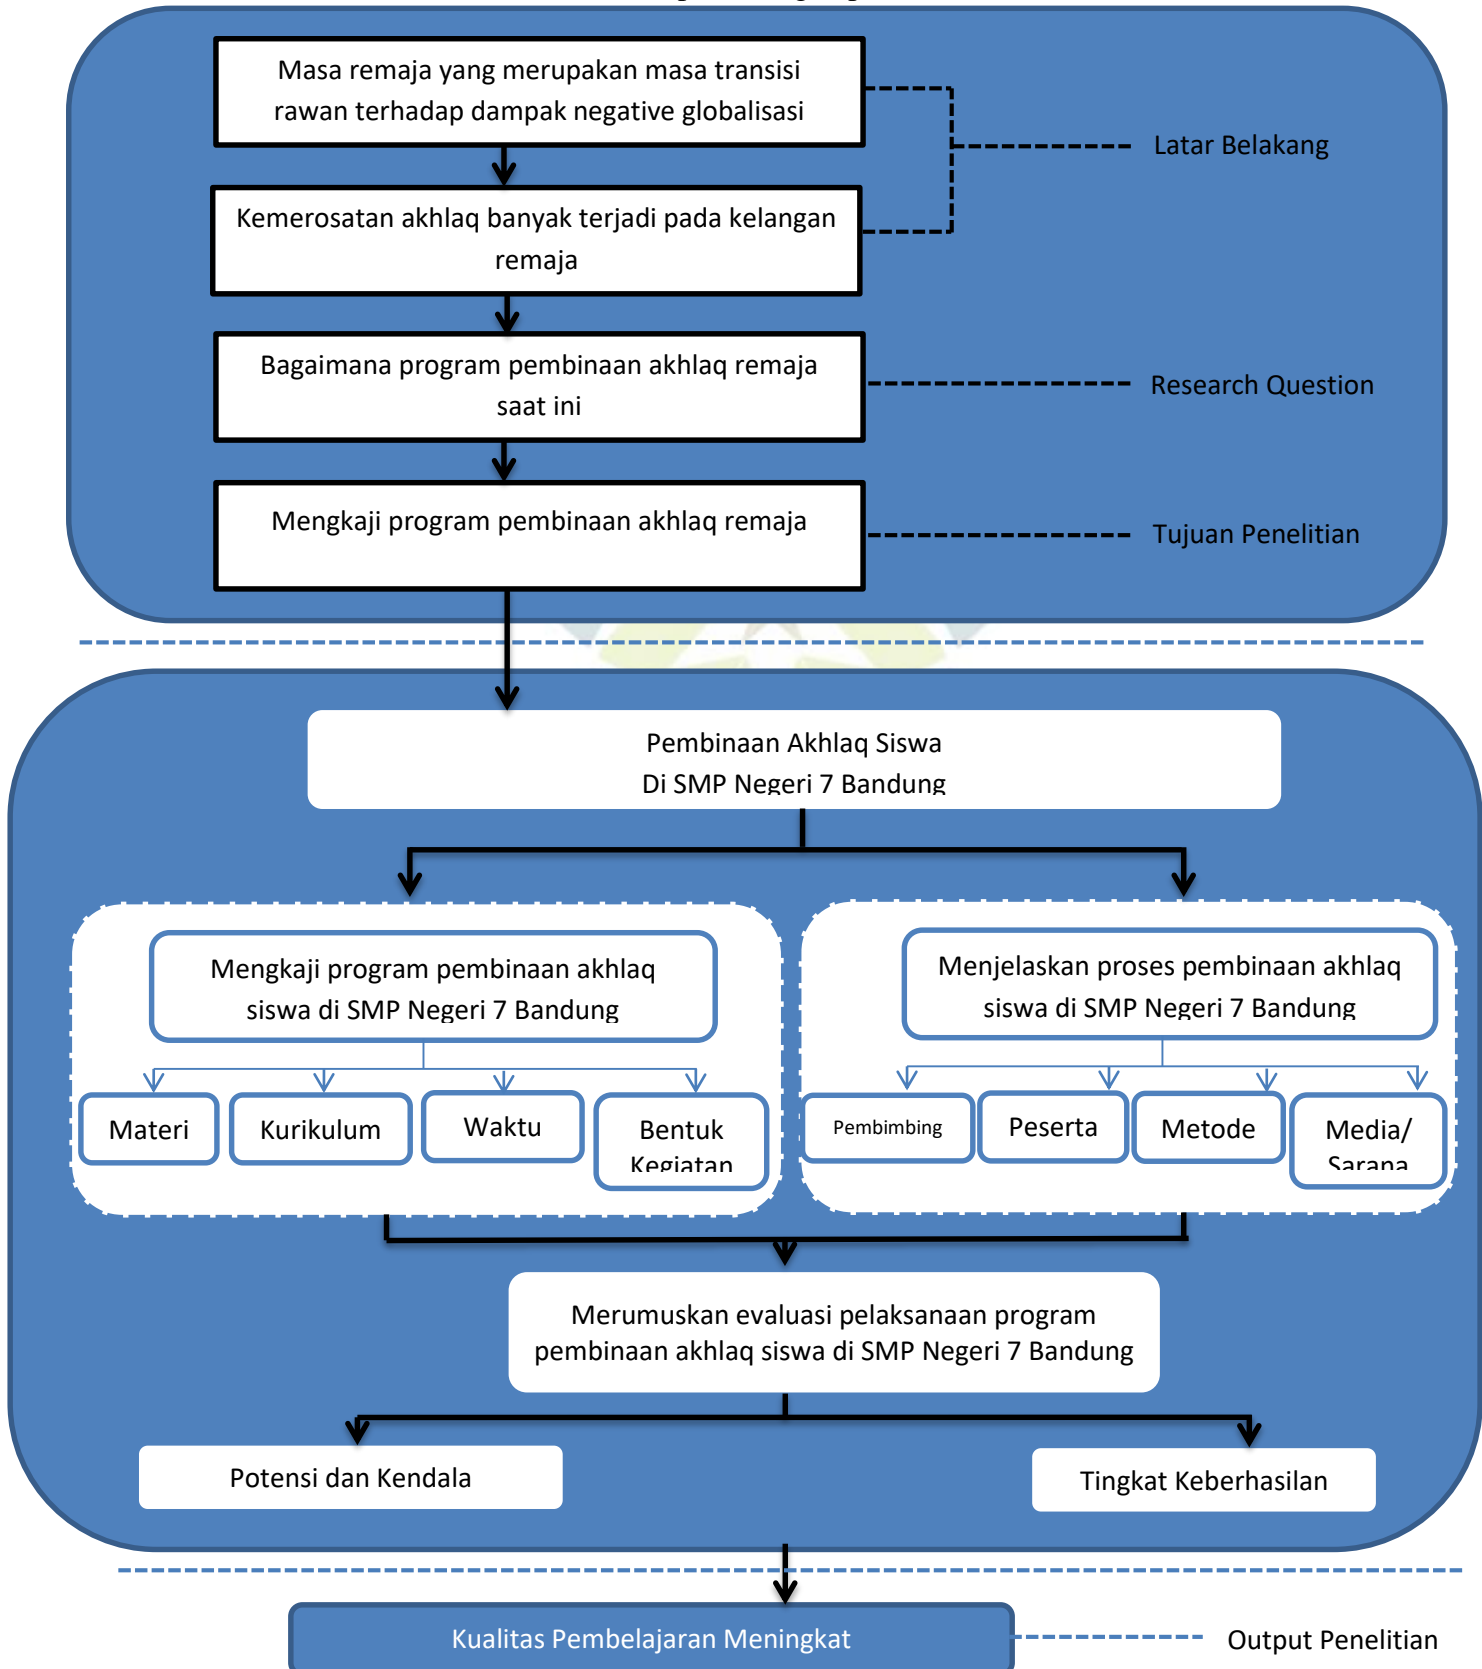 Masa remaja yang merupakan masa transisi
rawan terhadap dampak negative globalisasi
Latar Belakang
Kemerosatan akhlaq banyak terjadi pada kelangan
remaja
Bagaimana program pembinaan akhlaq remaja
saat ini
Research Question
Mengkaji program pembinaan akhlaq remaja
Tujuan Penelitian
Pembinaan Akhlaq Siswa
Di SMP Negeri 7 Bandung
Mengkaji program pembinaan akhlaq
siswa di SMP Negeri 7 Bandung
Menjelaskan proses pembinaan akhlaq
siswa di SMP Negeri 7 Bandung
Materi
Kurikulum
Waktu
Bentuk
Kegiatan
Pembimbing
Peserta
Metode
Media/
Sarana
Merumuskan evaluasi pelaksanaan program
pembinaan akhlaq siswa di SMP Negeri 7 Bandung
Potensi dan Kendala
Tingkat Keberhasilan
Kualitas Pembelajaran Meningkat
Output Penelitian